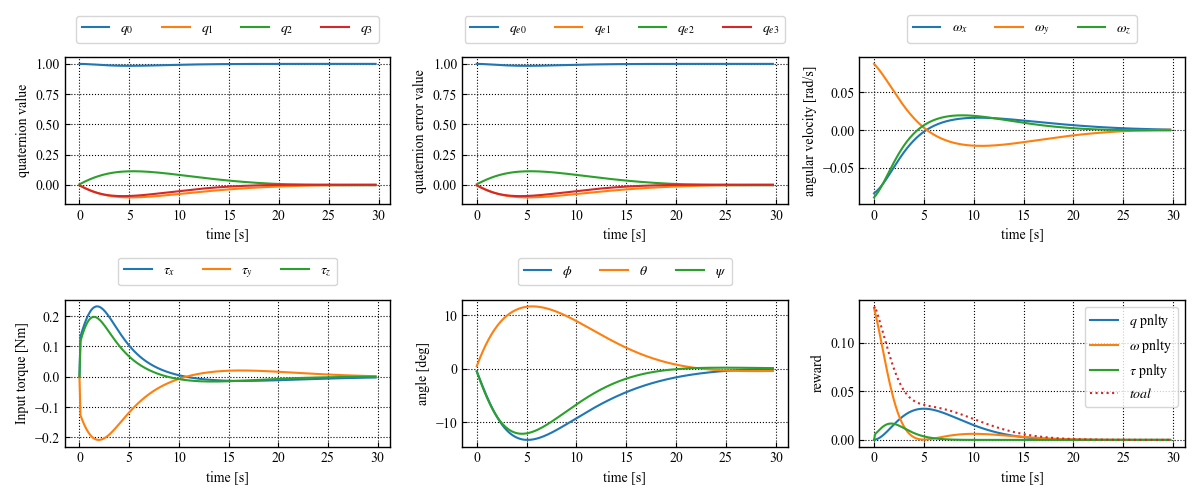 q0 q1 q2 q3
quaternion value
1.00
0.75
0.50
0.25
0.00
0 5 10 15 20 25 30
time [s]
qe0 qe1 qe2 qe3
quaternion error value
1.00
0.75
0.50
0.25
0.00
0 5 10 15 20 25 30
time [s]
ωx ωy ωz
angular velocity [rad/s]
0.05
0.00
−0.05
0 5 10 15 20 25 30
time [s]
τx τy τz
Input torque [Nm]
0.2
0.1
0.0
−0.1
−0.2
0 5 10 15 20 25 30
time [s]
ϕ θ ψ
angle [deg]
10
0
−10
0 5 10 15 20 25 30
time [s]
reward
0.10
0.05
0.00
q pnlty
ω pnlty
τ pnlty
toal
0 5 10 15 20 25 30
time [s]